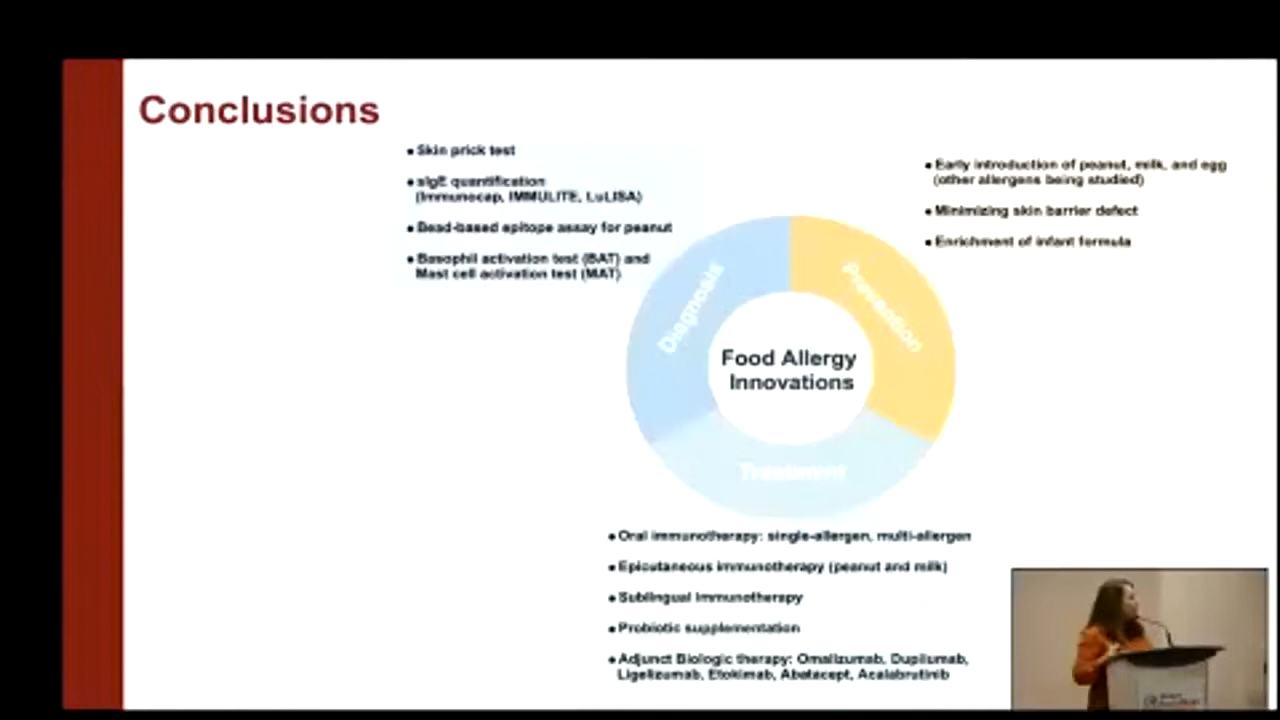 Conclusions
• Skin prick test
• sIgE quantification
(Immunocap, IMMULITE, LuLISA)
• Bead-based epitope assay for peanut
• Basophil activation test (BAT) and
Mast cell activation test (MAT)
• Early introduction of peanut, milk, and egg
(other allergens being studied)
• Minimizing skin barrier defect
• Enrichment of infant formula
Diagnosis
Prevention
Food Allergy
Innovations
Treatment
• Oral immunotherapy: single-allergen, multi-allergen
• Epicutaneous immunotherapy (peanut and milk)
• Sublingual immunotherapy
• Probiotic supplementation
• Adjunct Biologic therapy: Omalizumab, Dupilumab,
Ligelizumab, Etokimab, Abatacept, Acalabrutinib